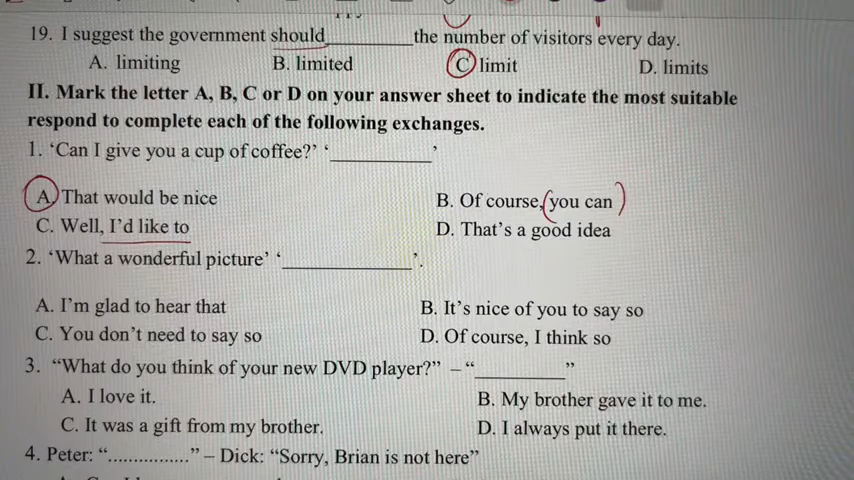 19. I suggest the government should__________the number of visitors every day.
A. limiting B. limited C limit D. limits
II. Mark the letter A, B, C or D on your answer sheet to indicate the most suitable
respond to complete each of the following exchanges.
1. ‘Can I give you a cup of coffee?’ ‘___________’
A. That would be nice B. Of course, (you can)
C. Well, I’d like to D. That’s a good idea
2. ‘What a wonderful picture’ ‘______________’.
A. I’m glad to hear that B. It’s nice of you to say so
C. You don’t need to say so D. Of course, I think so
3. “What do you think of your new DVD player?” – “__________”
A. I love it. B. My brother gave it to me.
C. It was a gift from my brother. D. I always put it there.
4. Peter: “................” – Dick: “Sorry, Brian is not here”